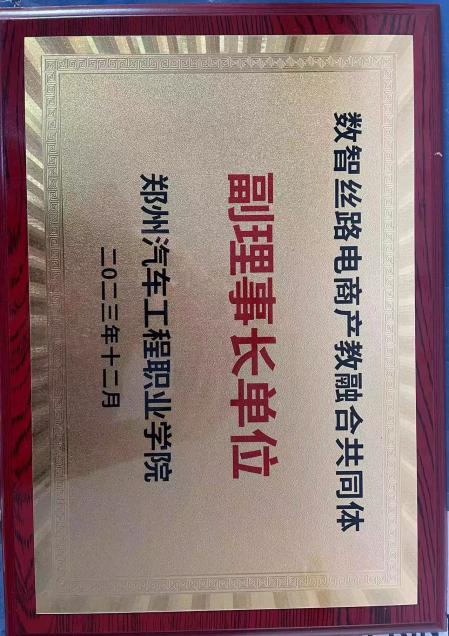 数智丝路电商产教融合共同体
副理事长单位
郑州汽车工程职业学院
二〇二三年十二月